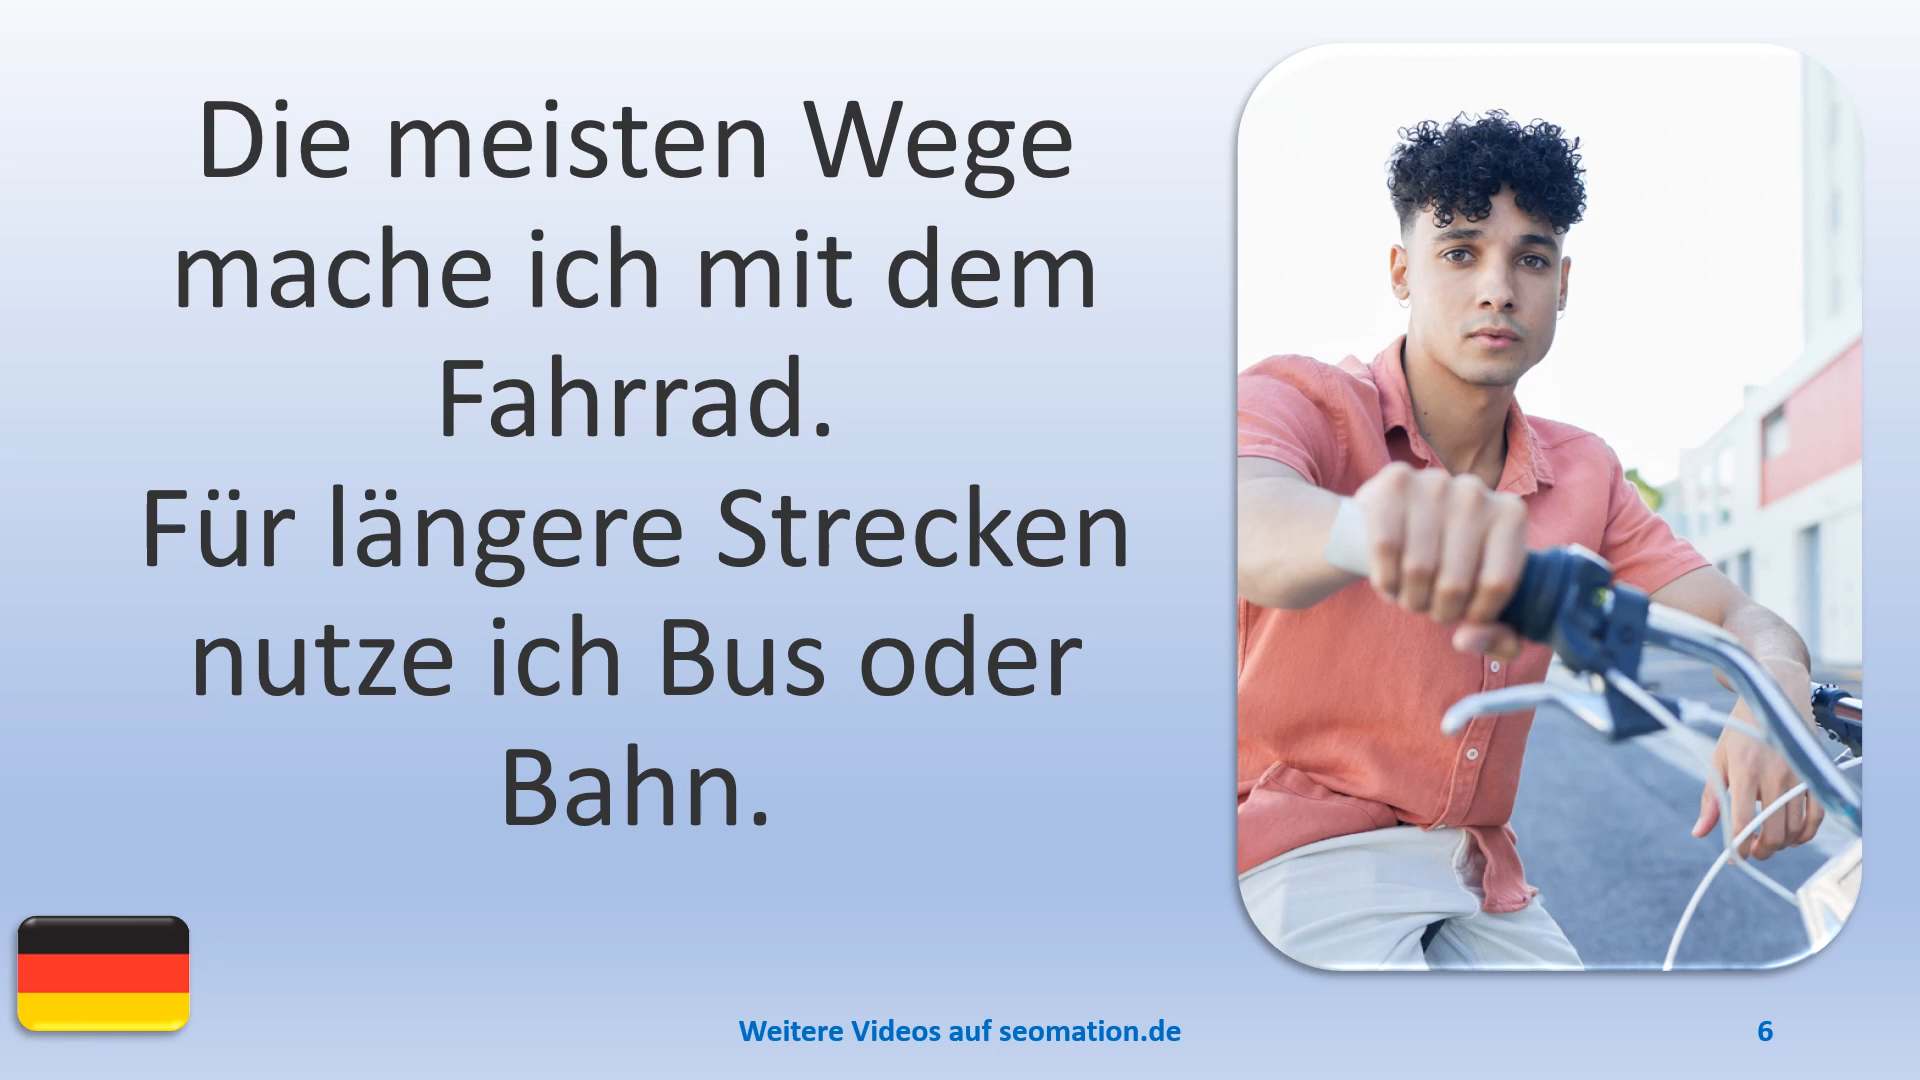 Die meisten Wege
mache ich mit dem
Fahrrad.
Für längere Strecken
nutze ich Bus oder
Bahn.
Weitere Videos auf seomation.de
6